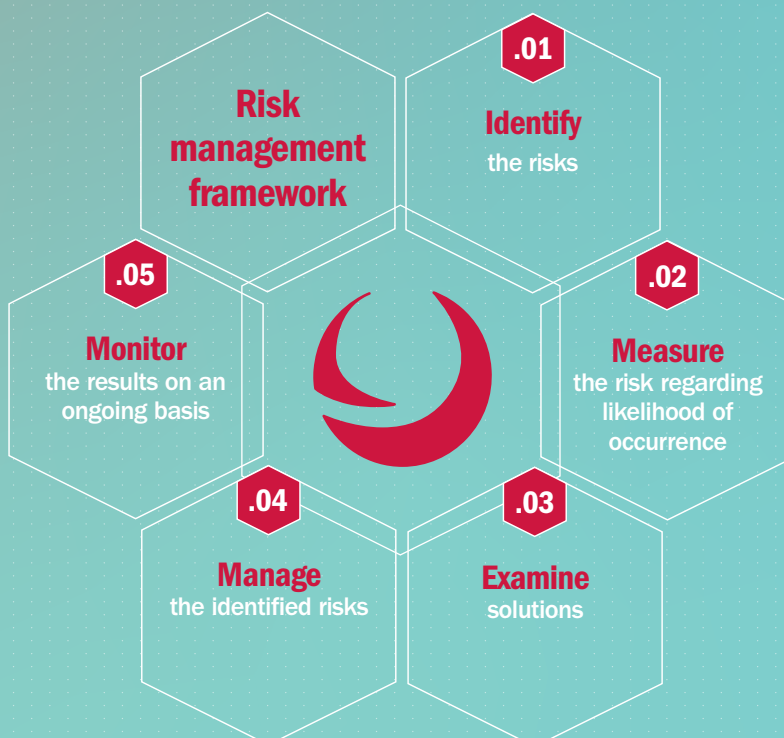 Risk
management
framework
.01
Identify
the risks
.02
Measure
the risk regarding
likelihood of
occurrence
.03
Examine
solutions
.04
Manage
the identified risks
.05
Monitor
the results on an
ongoing basis